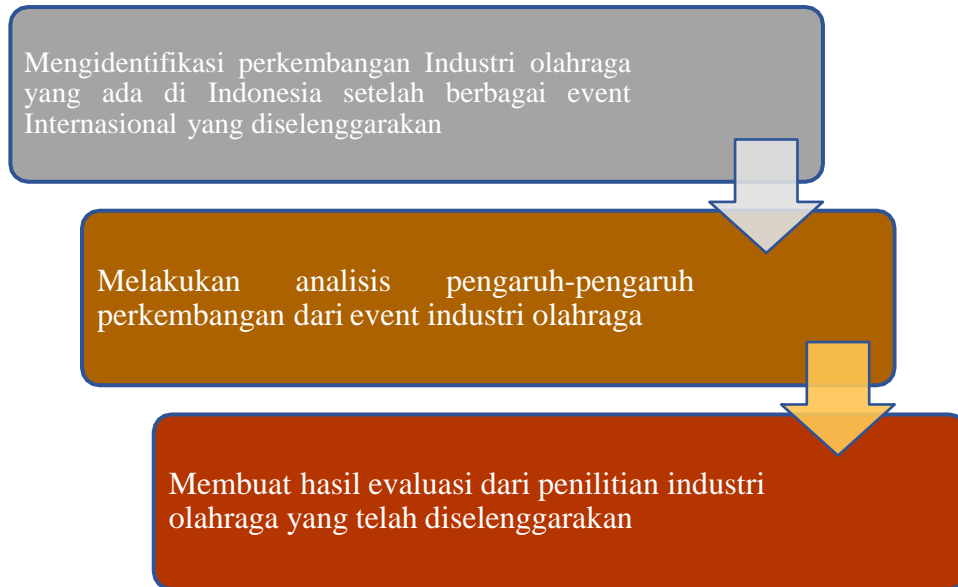 Mengidentifikasi perkembangan Industri olahraga
yang ada di Indonesia setelah berbagai event
Internasional yang diselenggarakan
Melakukan analisis pengaruh-pengaruh
perkembangan dari event industri olahraga
Membuat hasil evaluasi dari penilitian industri
olahraga yang telah diselenggarakan